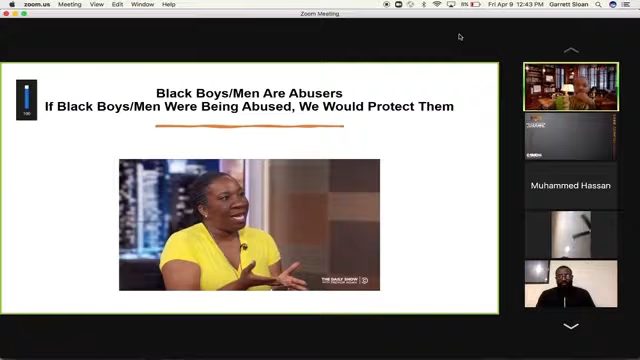 zoom.us Meeting View Edit Window Help
Fri Apr 9 12:43 PM Garrett Sloan
Zoom Meeting
Black Boys/Men Are Abusers
If Black Boys/Men Were Being Abused, We Would Protect Them
THE DAILY SHOW
Muhammed Hassan